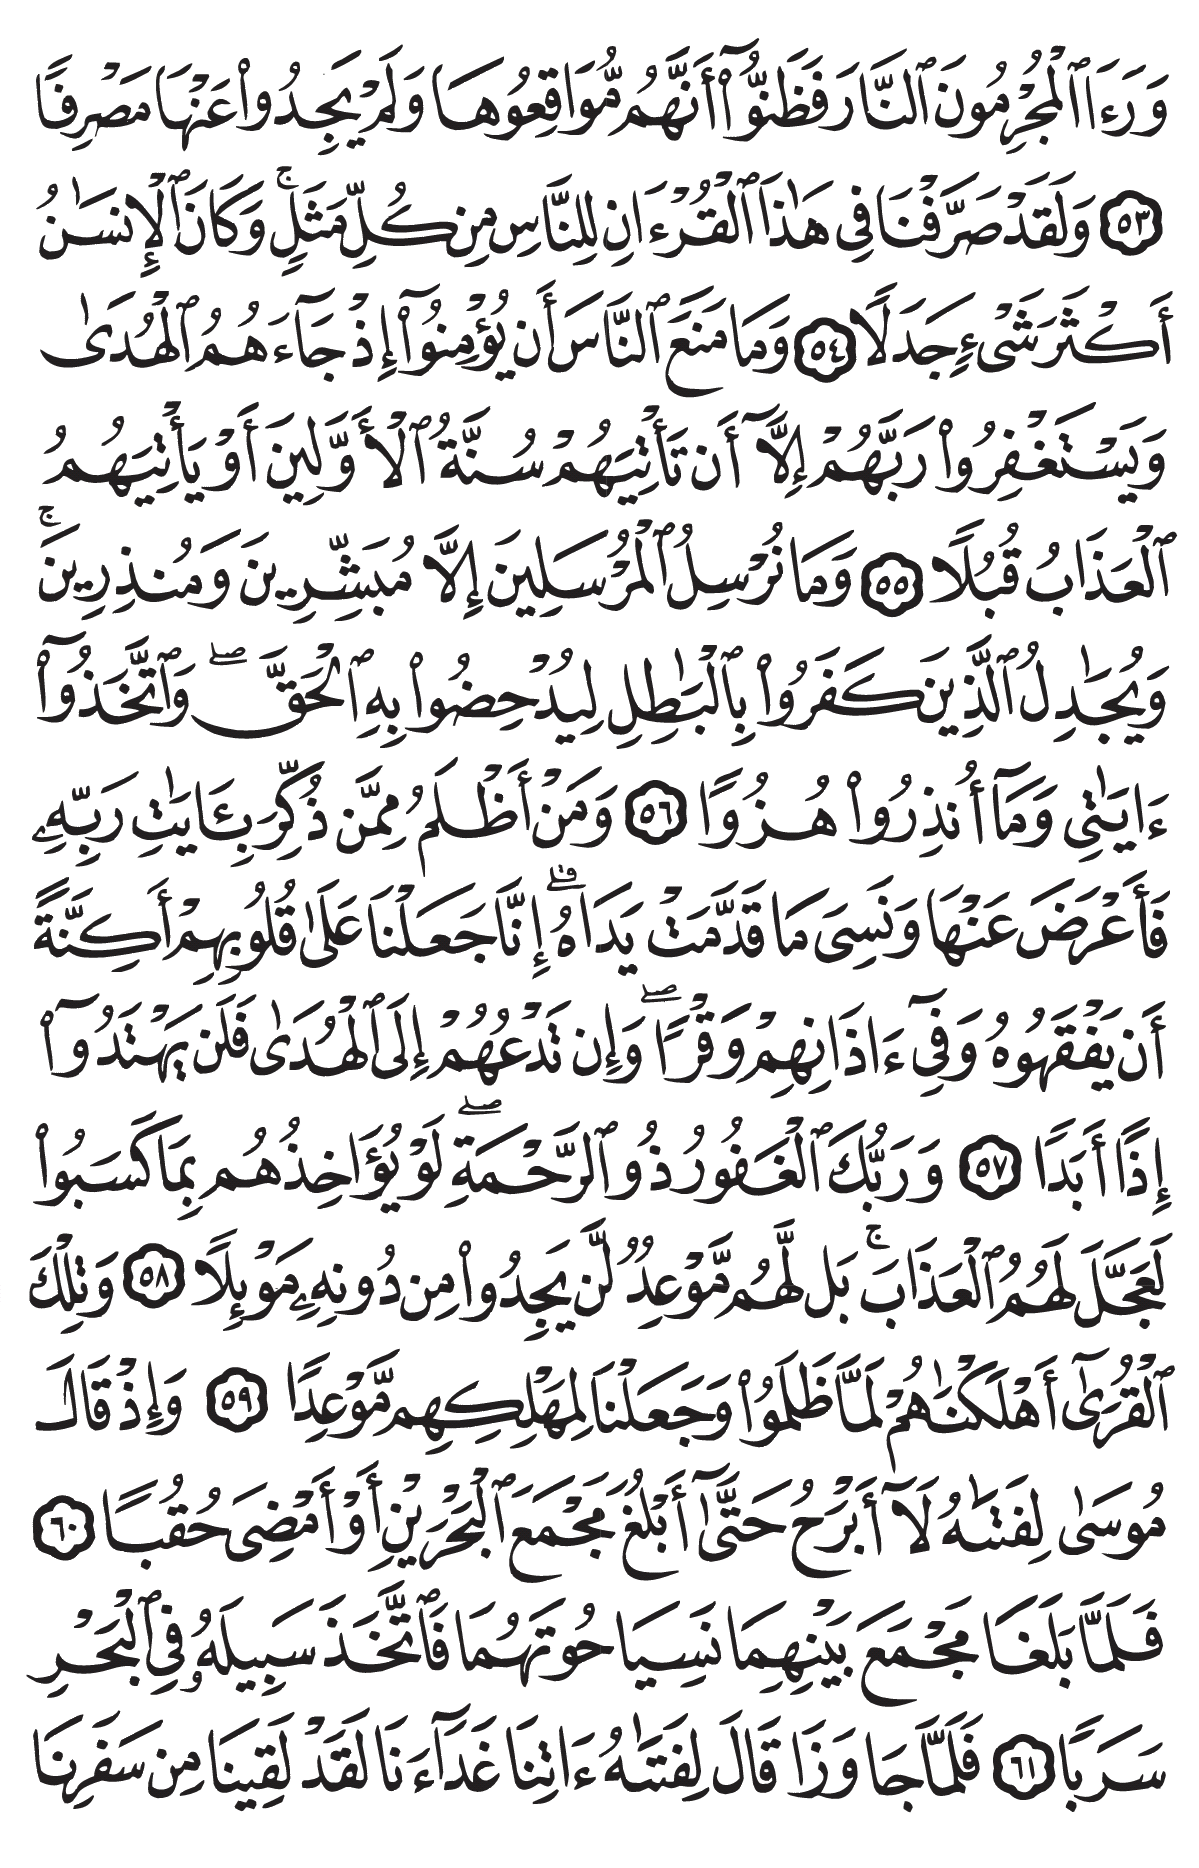 وَرَءَا ٱلۡمُجۡرِمُونَ ٱلنَّارَ فَظَنُّوٓاْ أَنَّهُم مُّوَاقِعُوهَا وَلَمۡ يَجِدُواْ عَنۡهَا مَصۡرِفٗا
٥٣ وَلَقَدۡ صَرَّفۡنَا فِي هَٰذَا ٱلۡقُرۡءَانِ لِلنَّاسِ مِن كُلِّ مَثَلٖۚ وَكَانَ ٱلۡإِنسَٰنُ
أَكۡثَرَ شَيۡءٖ جَدَلٗا ٥٤ وَمَا مَنَعَ ٱلنَّاسَ أَن يُؤۡمِنُوٓاْ إِذۡ جَآءَهُمُ ٱلۡهُدَىٰ
وَيَسۡتَغۡفِرُواْ رَبَّهُمۡ إِلَّآ أَن تَأۡتِيَهُمۡ سُنَّةُ ٱلۡأَوَّلِينَ أَوۡ يَأۡتِيَهُمُ
ٱلۡعَذَابُ قُبُلٗا ٥٥ وَمَا نُرۡسِلُ ٱلۡمُرۡسَلِينَ إِلَّا مُبَشِّرِينَ وَمُنذِرِينَۚ
وَيُجَٰدِلُ ٱلَّذِينَ كَفَرُواْ بِٱلۡبَٰطِلِ لِيُدۡحِضُواْ بِهِ ٱلۡحَقَّۖ وَٱتَّخَذُوٓاْ
ءَايَٰتِي وَمَآ أُنذِرُواْ هُزُوٗا ٥٦ وَمَنۡ أَظۡلَمُ مِمَّن ذُكِّرَ بِـَٔايَٰتِ رَبِّهِۦ
فَأَعۡرَضَ عَنۡهَا وَنَسِيَ مَا قَدَّمَتۡ يَدَاهُۚ إِنَّا جَعَلۡنَا عَلَىٰ قُلُوبِهِمۡ أَكِنَّةً
أَن يَفۡقَهُوهُ وَفِيٓ ءَاذَانِهِمۡ وَقۡرٗاۖ وَإِن تَدۡعُهُمۡ إِلَى ٱلۡهُدَىٰ فَلَن يَهۡتَدُوٓاْ
إِذًا أَبَدٗا ٥٧ وَرَبُّكَ ٱلۡغَفُورُ ذُو ٱلرَّحۡمَةِۖ لَوۡ يُؤَاخِذُهُم بِمَا كَسَبُواْ
لَعَجَّلَ لَهُمُ ٱلۡعَذَابَۚ بَل لَّهُم مَّوۡعِدٞ لَّن يَجِدُواْ مِن دُونِهِۦ مَوۡئِلٗا ٥٨ وَتِلۡكَ
ٱلۡقُرَىٰٓ أَهۡلَكۡنَٰهُمۡ لَمَّا ظَلَمُواْ وَجَعَلۡنَا لِمَهۡلِكِهِم مَّوۡعِدٗا ٥٩ وَإِذۡ قَالَ
مُوسَىٰ لِفَتَىٰهُ لَآ أَبۡرَحُ حَتَّىٰٓ أَبۡلُغَ مَجۡمَعَ ٱلۡبَحۡرَيۡنِ أَوۡ أَمۡضِيَ حُقُبٗا ٦٠
فَلَمَّا بَلَغَا مَجۡمَعَ بَيۡنِهِمَا نَسِيَا حُوتَهُمَا فَٱتَّخَذَ سَبِيلَهُۥ فِي ٱلۡبَحۡرِ
سَرَبٗا ٦١ فَلَمَّا جَاوَزَا قَالَ لِفَتَىٰهُ ءَاتِنَا غَدَآءَنَا لَقَدۡ لَقِينَا مِن سَفَرِنَا